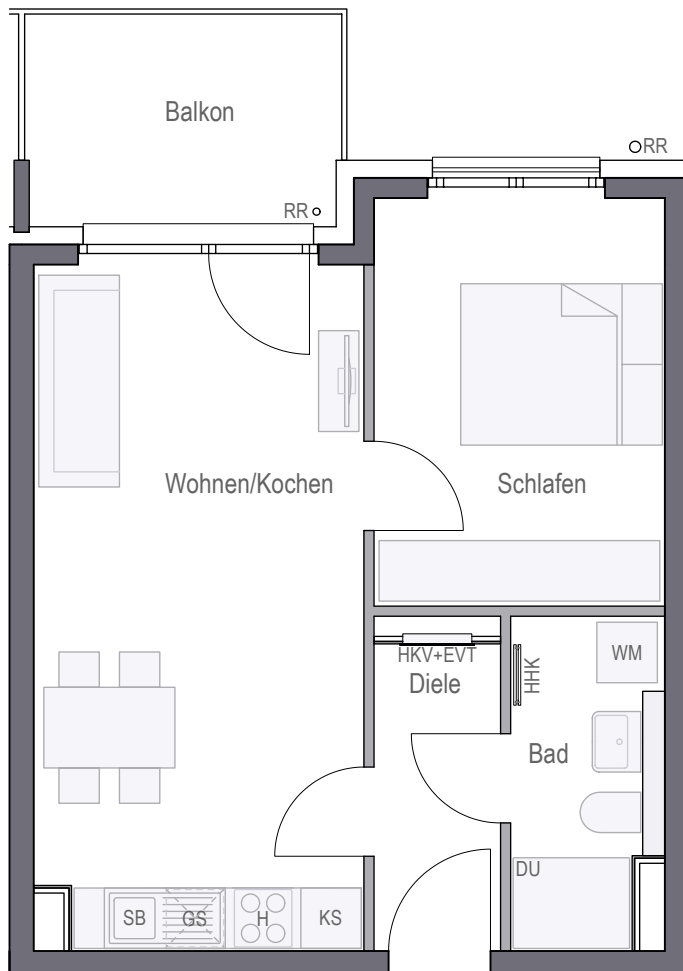 Balkon
RR
RR
Wohnen/Kochen
Schlafen
HKV+EVT
Diele
HHK
WM
Bad
DU
SB
GS
H
KS